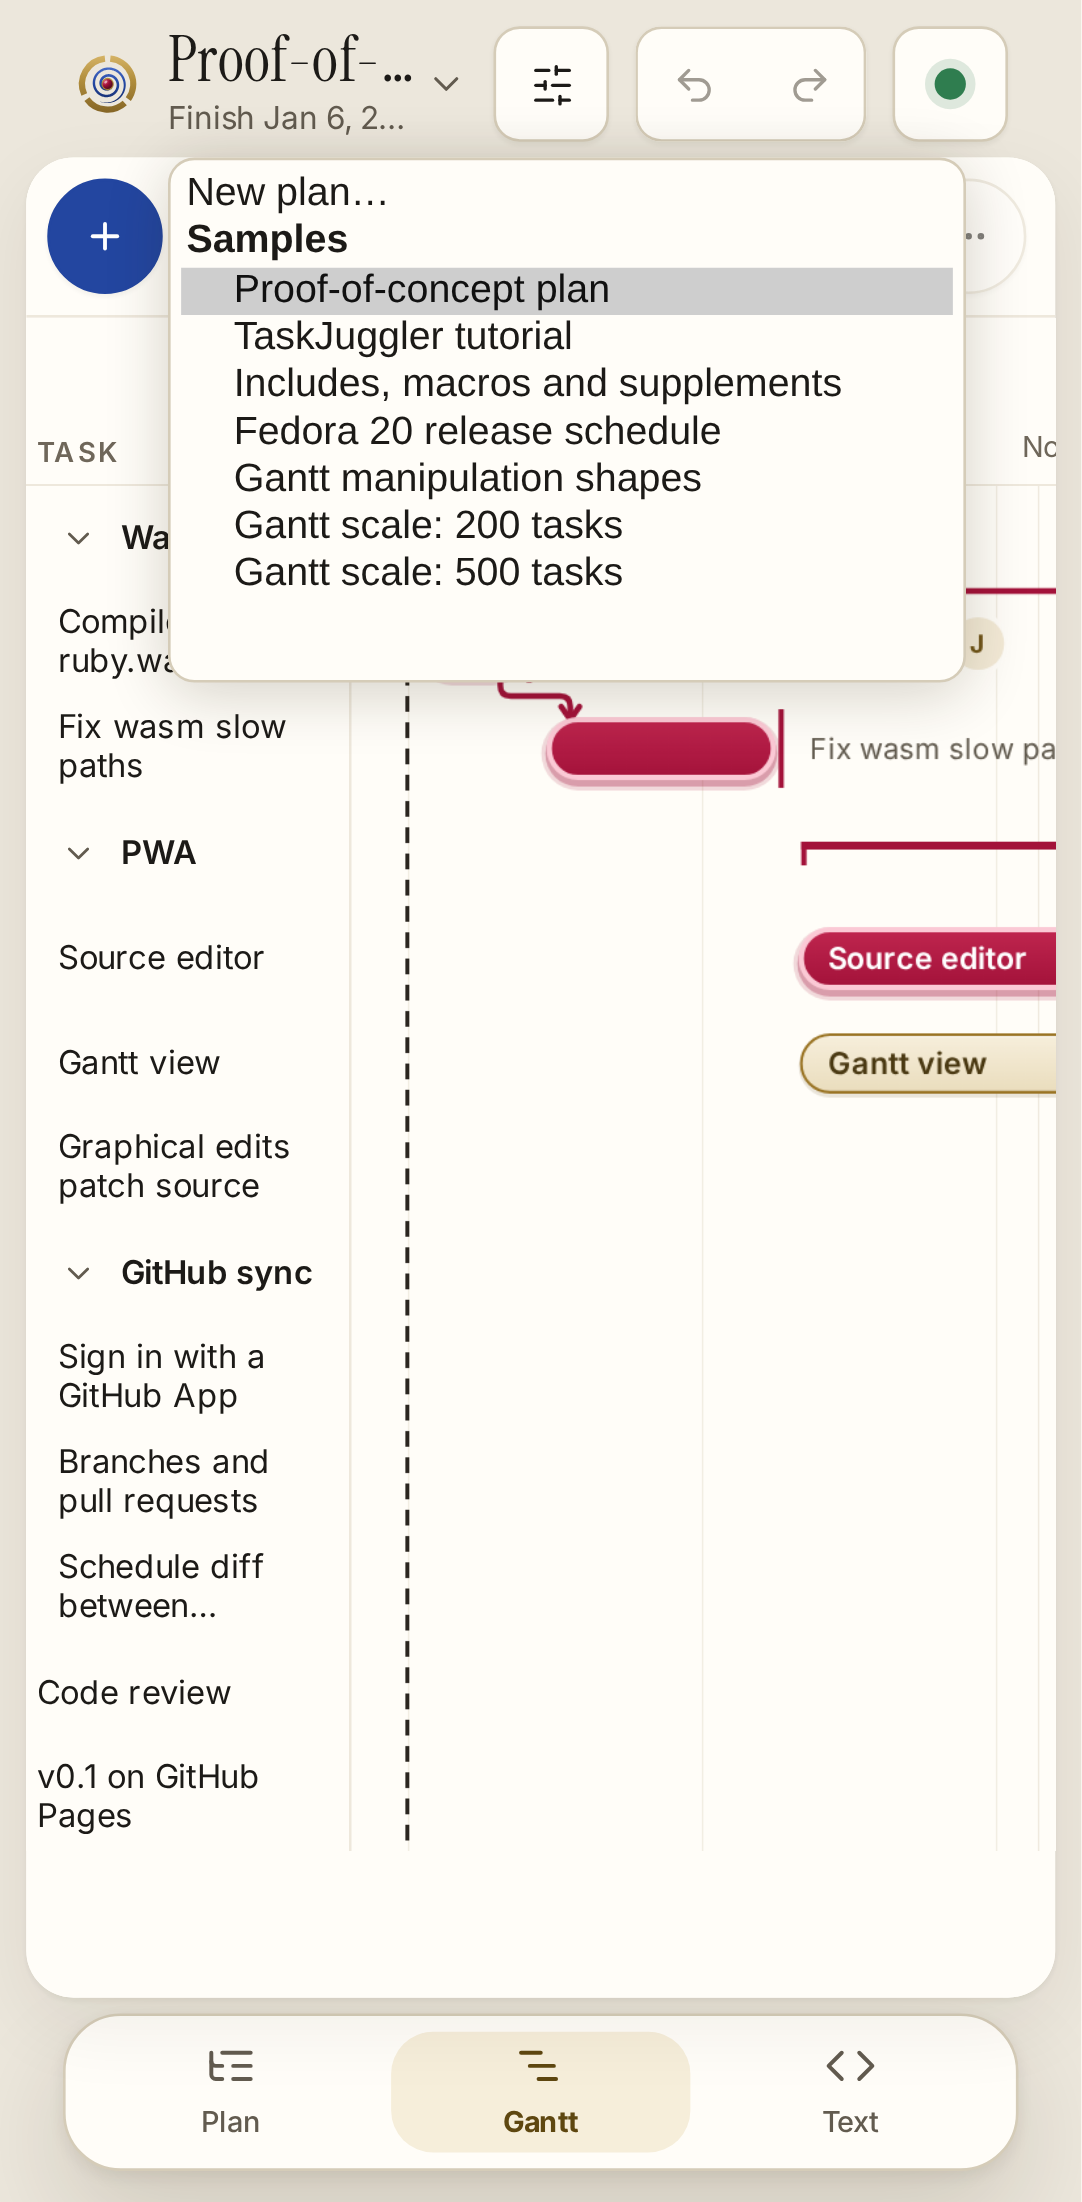 Proof-of-...
Finish Jan 6, 2...
New plan...
Samples
Proof-of-concept plan
TaskJuggler tutorial
Includes, macros and supplements
Fedora 20 release schedule
Gantt manipulation shapes
Gantt scale: 200 tasks
Gantt scale: 500 tasks
TASK
J
Fix wasm slow
paths
Fix wasm slow pa
PWA
Source editor
Source editor
Gantt view
Gantt view
Graphical edits
patch source
GitHub sync
Sign in with a
GitHub App
Branches and
pull requests
Schedule diff
between...
Code review
v0.1 on GitHub
Pages
Plan
Gantt
Text